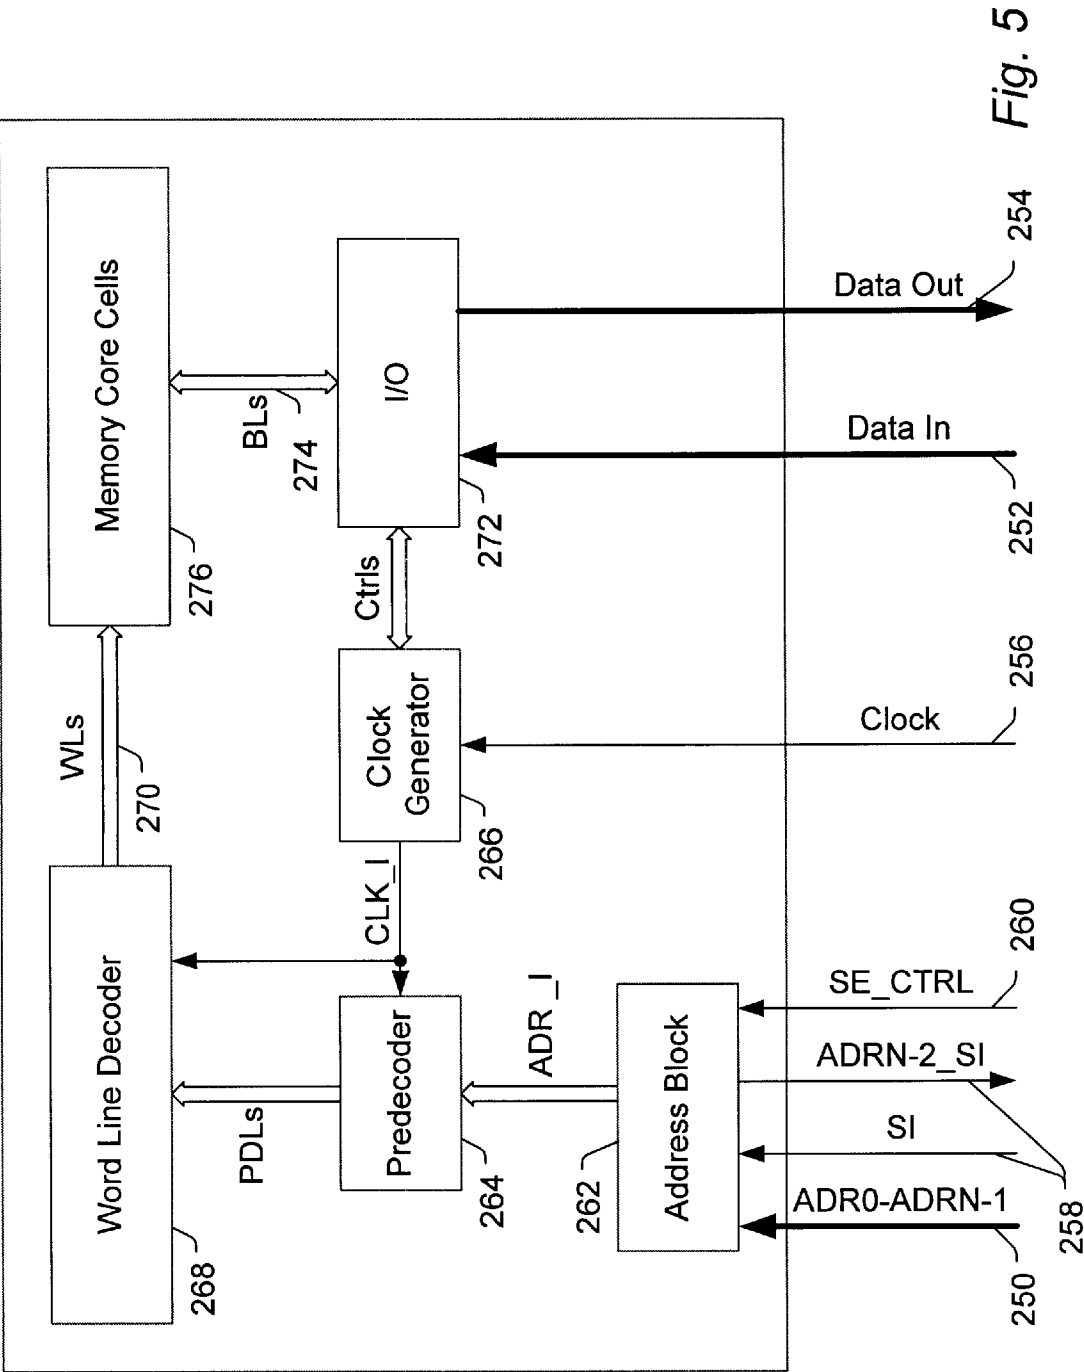 Word Line Decoder
268
WLs
270
Memory Core Cells
276
PDLs
Predecoder
264
CLK_I
Clock
Generator
266
Ctrls
BLs
274
I/O
272
ADR _I
Address Block
262
ADR0-ADRN-1
250
SI
ADRN-2_SI
258
SE_CTRL
260
Clock
256
Data In
252
Data Out
254
Fig. 5